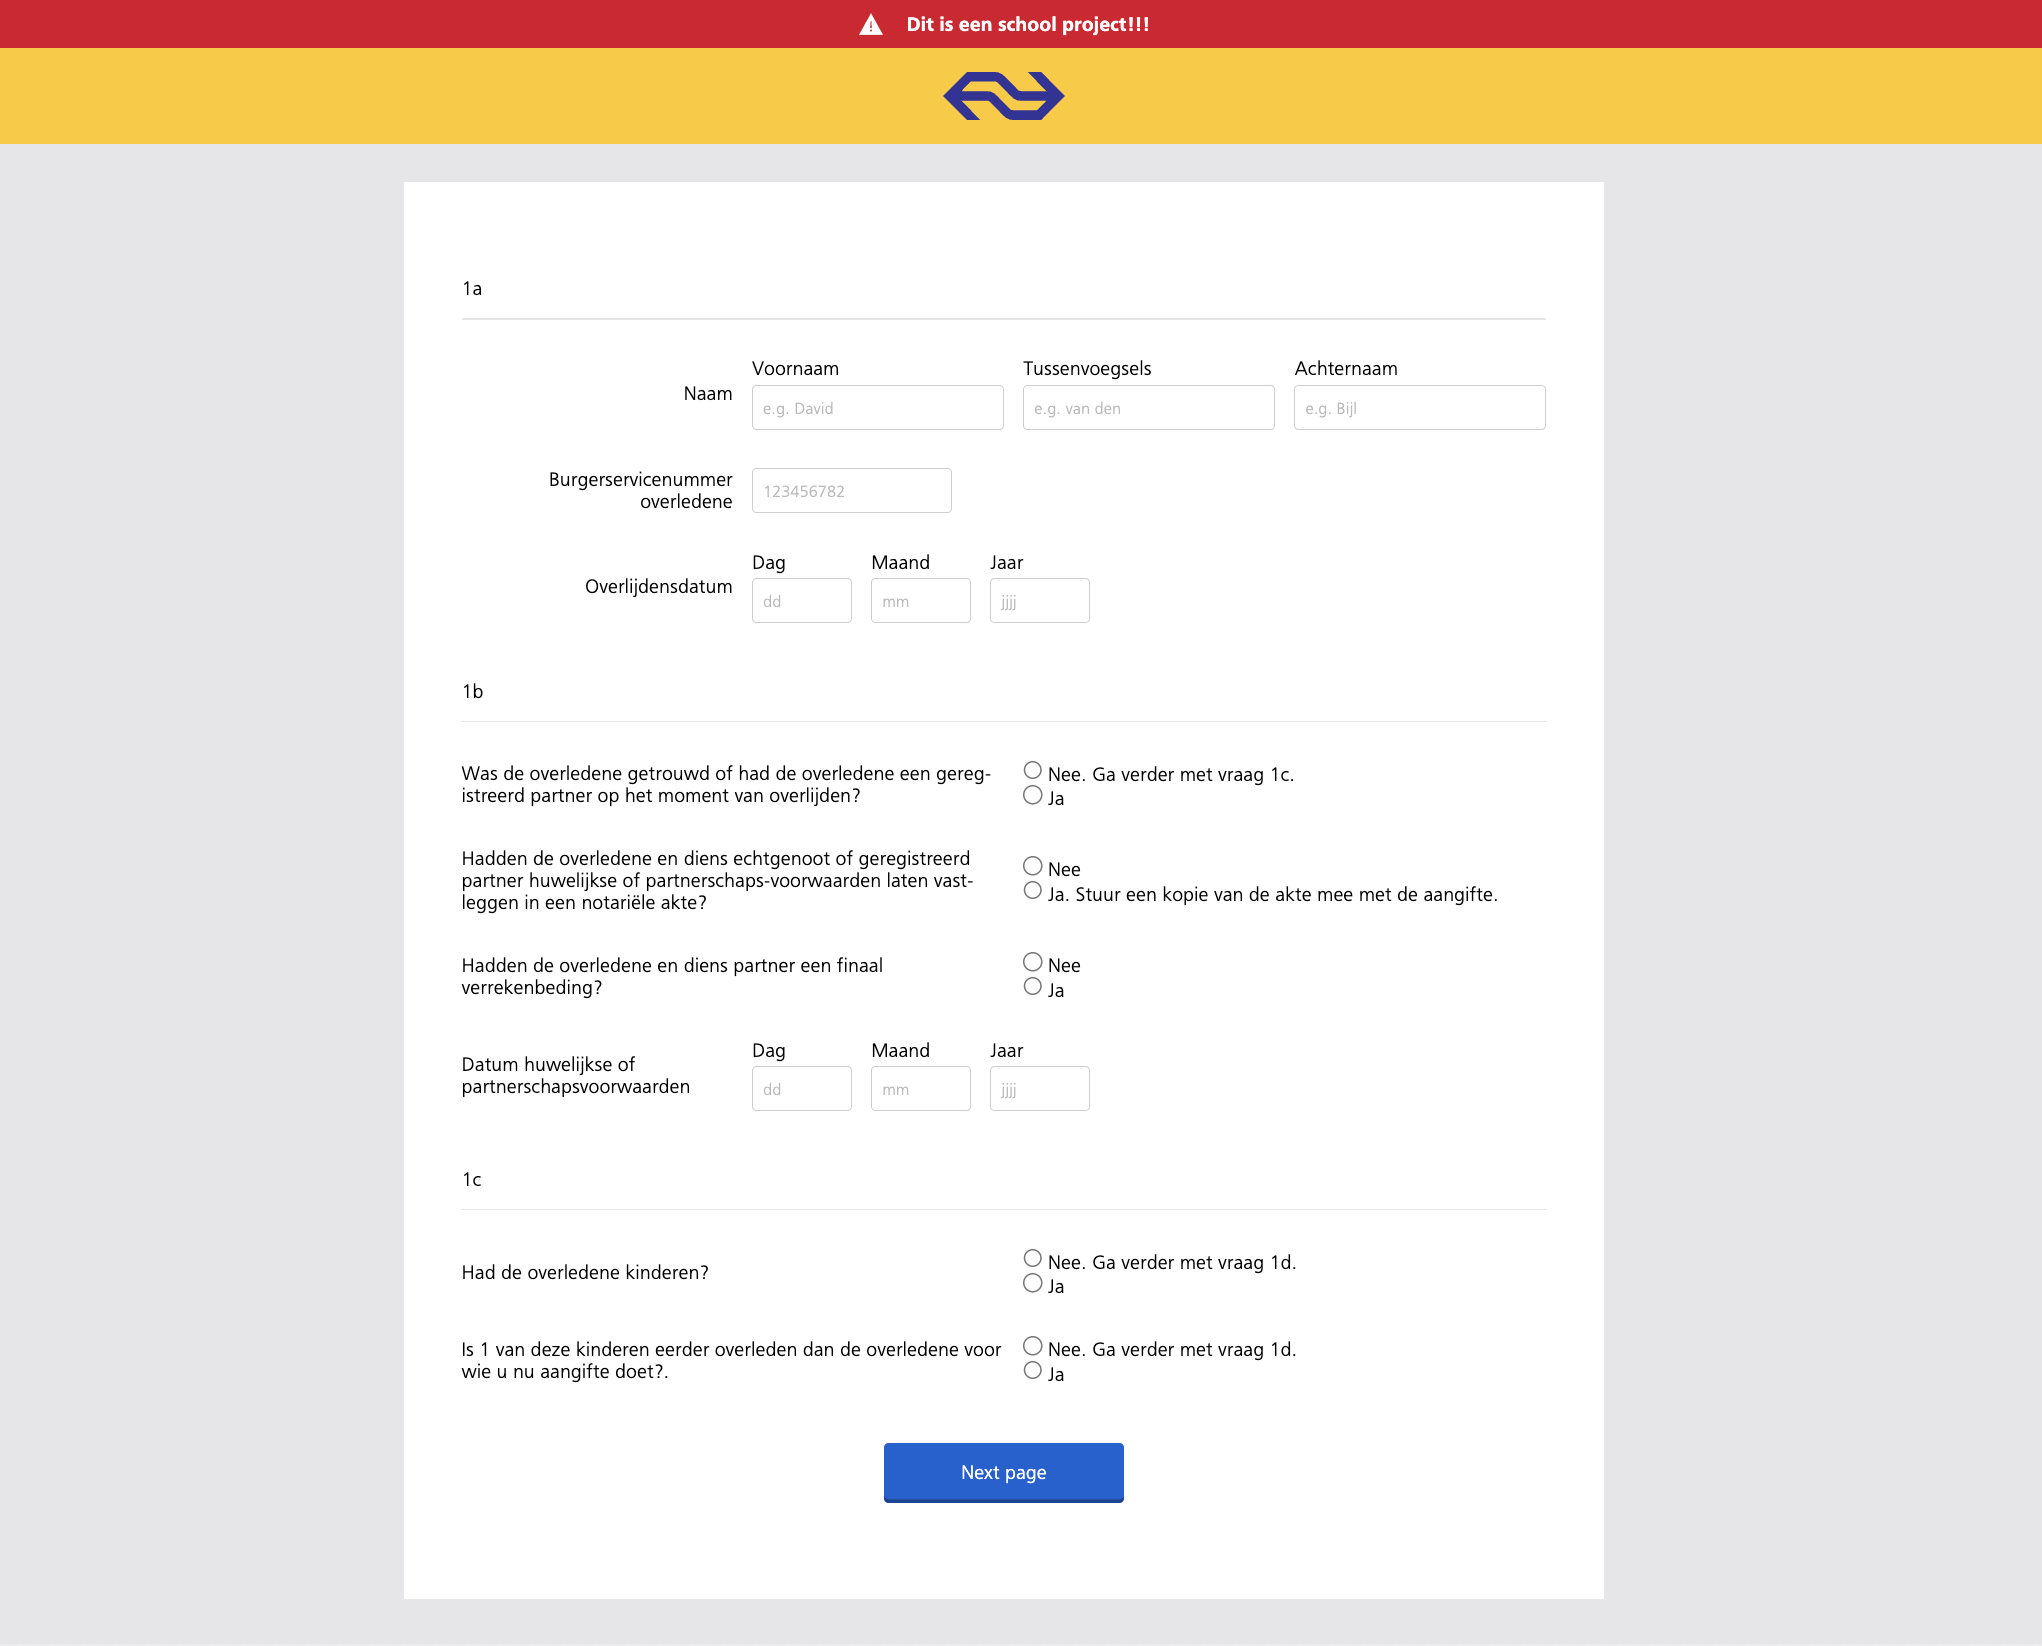 Dit is een school project!!!
1a
Voornaam Tussenvoegsels Achternaam
Naam
e.g. David e.g. van den e.g. Bijl
Burgerservicenummer
overledene
123456782
Dag Maand Jaar
Overlijdensdatum
dd mm jjjj
1b
Was de overledene getrouwd of had de overledene een gereg-
istreerd partner op het moment van overlijden?
Nee. Ga verder met vraag 1c.
Ja
Hadden de overledene en diens echtgenoot of geregistreerd
partner huwelijkse of partnerschaps-voorwaarden laten vast-
leggen in een notariële akte?
Nee
Ja. Stuur een kopie van de akte mee met de aangifte.
Hadden de overledene en diens partner een finaal
verrekenbeding?
Nee
Ja
Datum huwelijkse of
partnerschapsvoorwaarden
Dag Maand Jaar
dd mm jjjj
1c
Had de overledene kinderen?
Nee. Ga verder met vraag 1d.
Ja
Is 1 van deze kinderen eerder overleden dan de overledene voor
wie u nu aangifte doet?.
Nee. Ga verder met vraag 1d.
Ja
Next page